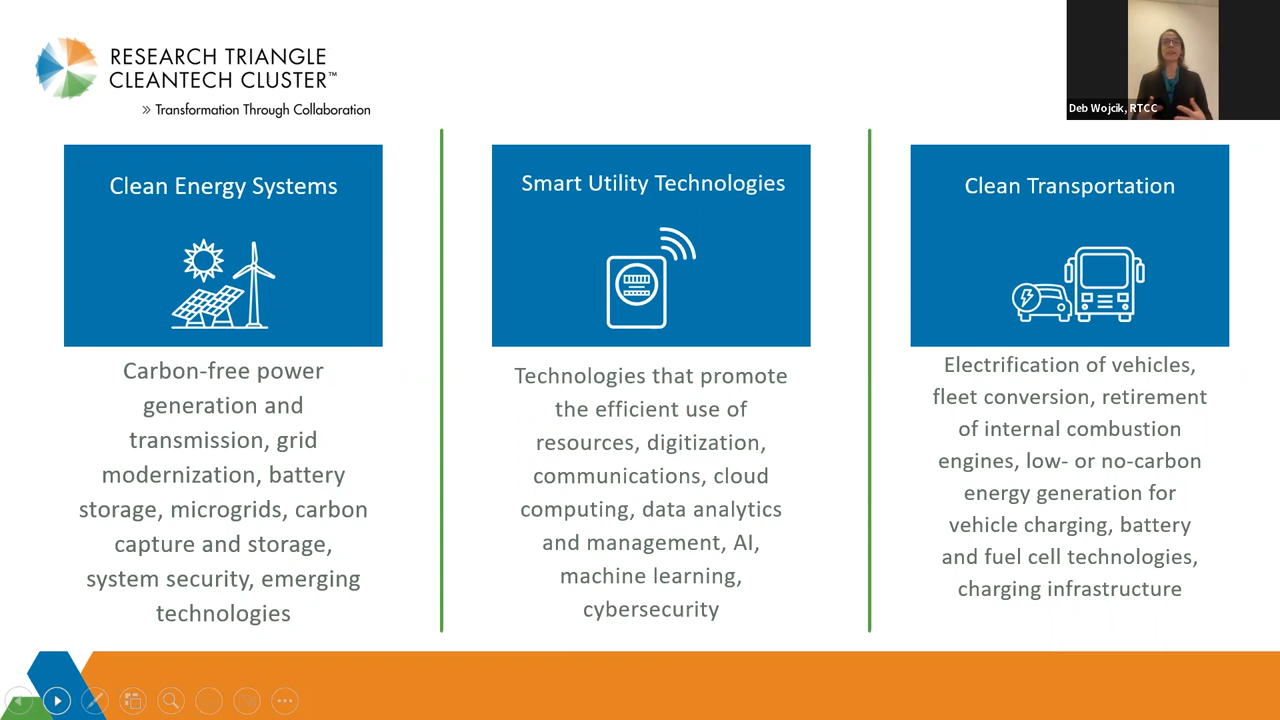 RESEARCH TRIANGLE
CLEANTECH CLUSTER™
» Transformation Through Collaboration
Deb Wojcik, RTCC
Clean Energy Systems
Carbon-free power
generation and
transmission, grid
modernization, battery
storage, microgrids, carbon
capture and storage,
system security, emerging
technologies
Smart Utility Technologies
Technologies that promote
the efficient use of
resources, digitization,
communications, cloud
computing, data analytics
and management, AI,
machine learning,
cybersecurity
Clean Transportation
Electrification of vehicles,
fleet conversion, retirement
of internal combustion
engines, low- or no-carbon
energy generation for
vehicle charging, battery
and fuel cell technologies,
charging infrastructure